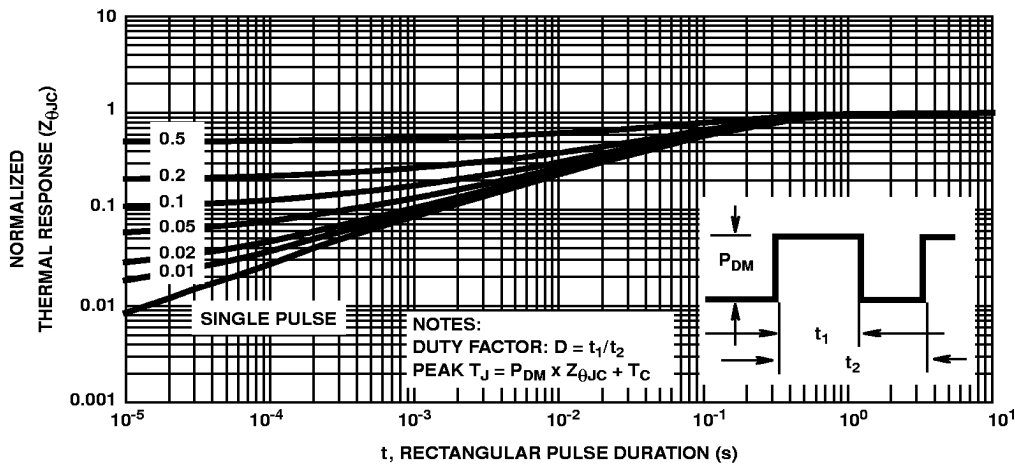 NORMALIZED
THERMAL RESPONSE (ZθJC)
10
1
0.1
0.01
0.001
0.5
0.2
0.1
0.05
0.02
0.01
SINGLE PULSE
NOTES:
DUTY FACTOR: D = t1/t2
PEAK TJ = PDM x ZθJC + TC
PDM
t1
t2
10-5
10-4
10-3
10-2
10-1
100
101
t, RECTANGULAR PULSE DURATION (s)